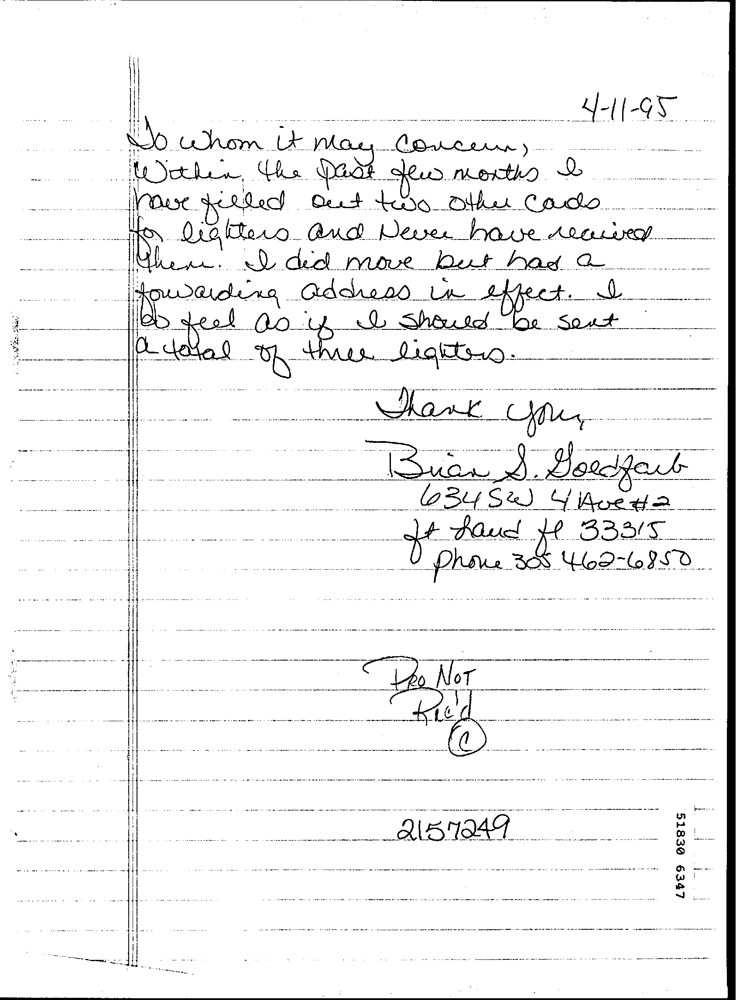 4-11-95
To whom it may concern,
Within the past few months I
have filled out two other cards
for lighters and Never have received
them. I did move but had a
forwarding address in effect. I
do feel as if I should be sent
a total of three lighters.
Thank you,
Brian S. Goldfarb
634 SW 4 Ave #2
ft Laud fl 33315
phone 305 462-6850
Pro Not
Rec'd
C
2157249
51830 6347